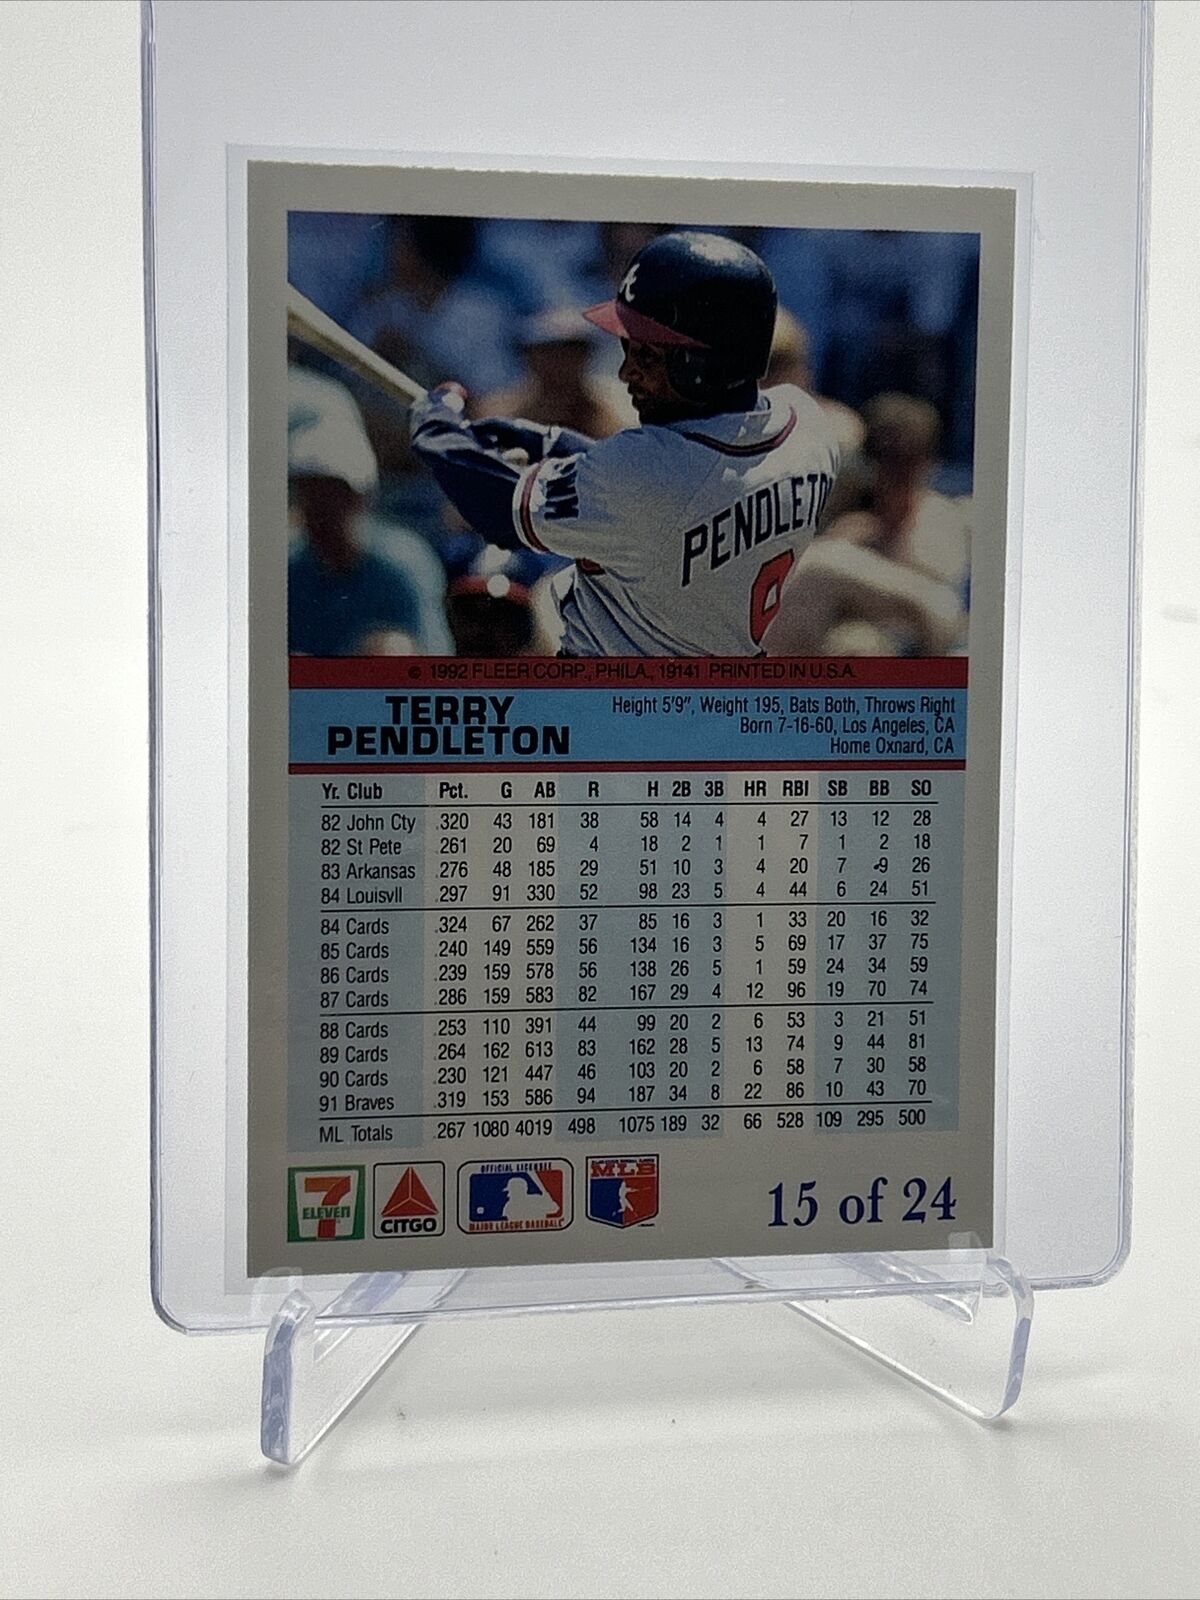 A
PENDLETO
9
© 1992 FLEER CORP., PHILA., 19141 PRINTED IN U.S.A.
TERRY
PENDLETON
Height 5'9", Weight 195, Bats Both, Throws Right
Born 7-16-60, Los Angeles, CA
Home Oxnard, CA
Yr. Club Pct. G AB R H 2B 3B HR RBI SB BB SO
82 John Cty .320 43 181 38 58 14 4 4 27 13 12 28
82 St Pete .261 20 69 4 18 2 1 1 7 1 2 18
83 Arkansas .276 48 185 29 51 10 3 4 20 7 9 26
84 Louisvll .297 91 330 52 98 23 5 4 44 6 24 51
84 Cards .324 67 262 37 85 16 3 1 33 20 16 32
85 Cards .240 149 559 56 134 16 3 5 69 17 37 75
86 Cards .239 159 578 56 138 26 5 1 59 24 34 59
87 Cards .286 159 583 82 167 29 4 12 96 19 70 74
88 Cards .253 110 391 44 99 20 2 6 53 3 21 51
89 Cards .264 162 613 83 162 28 5 13 74 9 44 81
90 Cards .230 121 447 46 103 20 2 6 58 7 30 58
91 Braves .319 153 586 94 187 34 8 22 86 10 43 70
ML Totals .267 1080 4019 498 1075 189 32 66 528 109 295 500
7
ELEVEN
CITGO
OFFICIAL LICENSEE
MAJOR LEAGUE BASEBALL
MLB
15 of 24